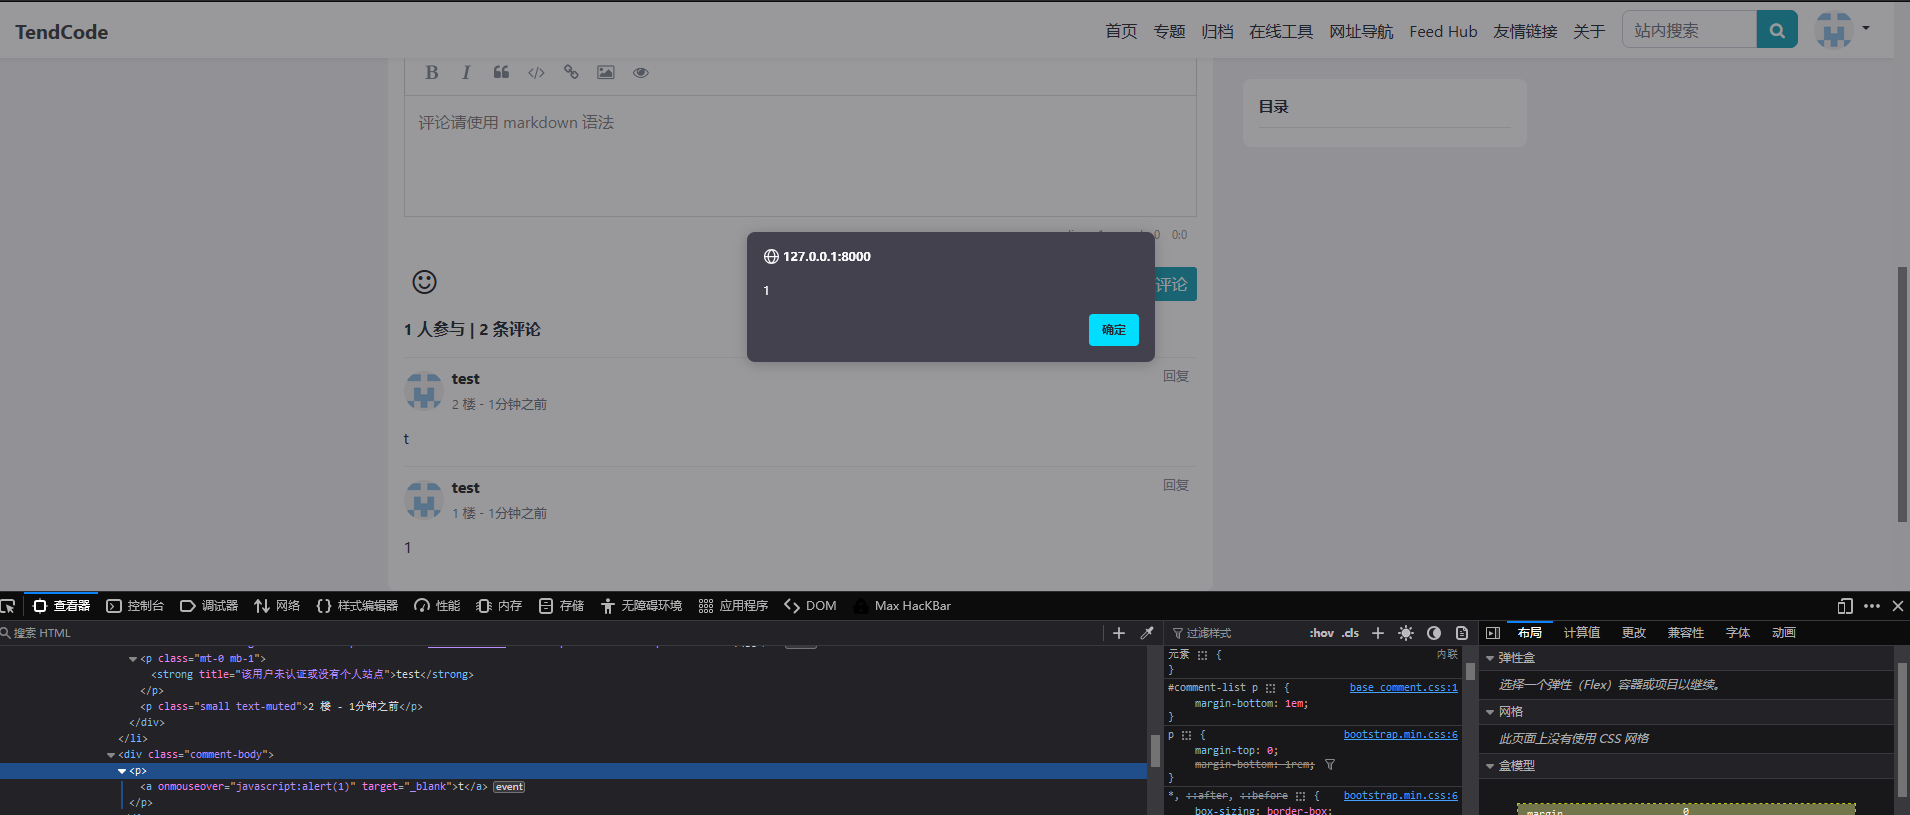 TendCode 首页 专题 归档 在线工具 网址导航 Feed Hub 友情链接 关于 站内搜索
B I
评论请使用 markdown 语法
目录
0 0:0
127.0.0.1:8000
1
确定
评论
1 人参与 | 2 条评论
test 回复
2 楼 - 1分钟之前
t
test 回复
1 楼 - 1分钟之前
1
查看器 控制台 调试器 网络 样式编辑器 性能 内存 存储 无障碍环境 应用程序 DOM Max HacKBar
搜索 HTML
<p class="mt-0 mb-1">
<strong title="该用户未认证或没有个人站点">test</strong>
</p>
<p class="small text-muted">2 楼 - 1分钟之前</p>
</div>
</li>
<div class="comment-body">
<p>
<a onmouseover="javascript:alert(1)" target="_blank">t</a> event
</p>
过滤样式 :hov .cls
元素 { 内联
}
#comment-list p { base_comment.css:1
margin-bottom: 1em;
}
p { bootstrap.min.css:6
margin-top: 0;
margin-bottom: 1rem;
}
*, ::after, ::before { bootstrap.min.css:6
box-sizing: border-box;
布局 计算值 更改 兼容性 字体 动画
弹性盒
选择一个弹性（Flex）容器或项目以继续。
网格
此页面上没有使用 CSS 网格
盒模型
margin 0